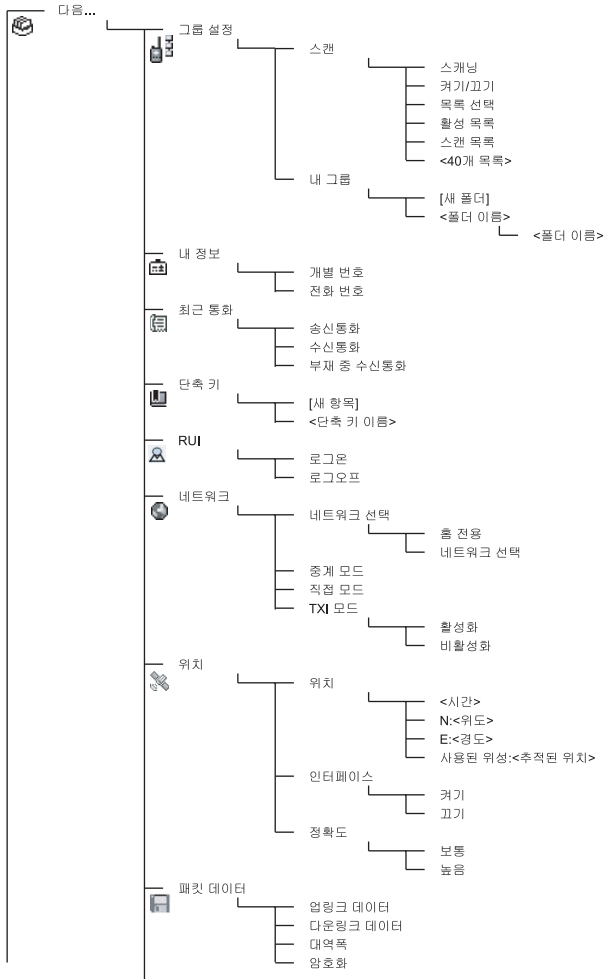 다음...
그룹 설정
스캔
스캐닝
켜기/끄기
목록 선택
활성 목록
스캔 목록
<40개 목록>
내 그룹
[새 폴더]
<폴더 이름>
<폴더 이름>
내 정보
개별 번호
전화 번호
최근 통화
송신통화
수신통화
부재 중 수신통화
단축 키
[새 항목]
<단축 키 이름>
RUI
로그온
로그오프
네트워크
네트워크 선택
홈 전용
네트워크 선택
중계 모드
직접 모드
TXI 모드
활성화
비활성화
위치
위치
<시간>
N:<위도>
E:<경도>
사용된 위성:<추적된 위치>
인터페이스
켜기
끄기
정확도
보통
높음
패킷 데이터
업링크 데이터
다운링크 데이터
대역폭
암호화